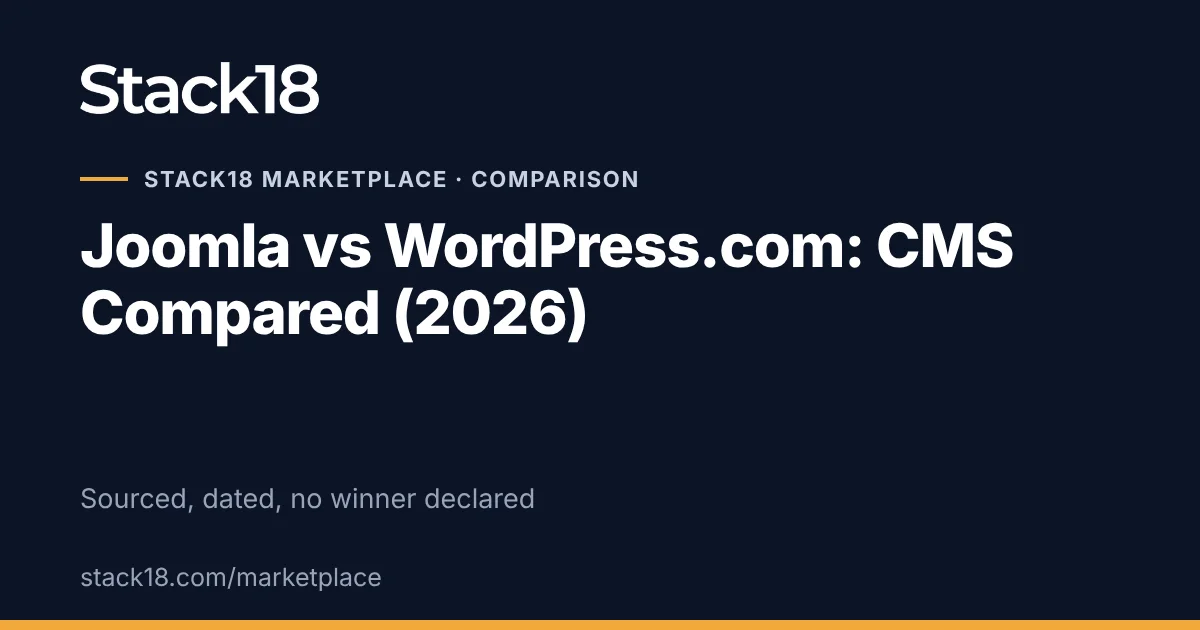 Stack18
STACK18 MARKETPLACE · COMPARISON
Joomla vs WordPress.com: CMS
Compared (2026)
Sourced, dated, no winner declared
stack18.com/marketplace